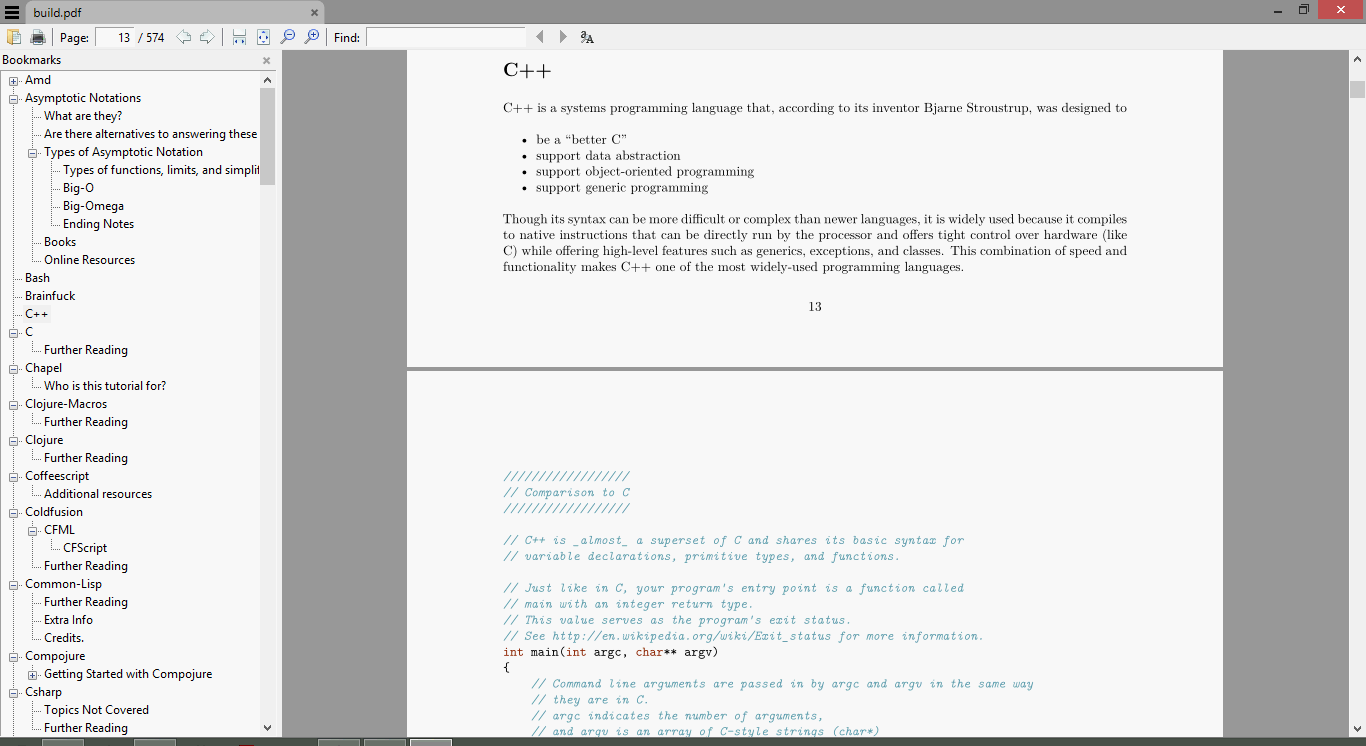 build.pdf
Page: 13 / 574 Find:
Bookmarks
Amd
Asymptotic Notations
What are they?
Are there alternatives to answering these
Types of Asymptotic Notation
Types of functions, limits, and simplif
Big-O
Big-Omega
Ending Notes
Books
Online Resources
Bash
Brainfuck
C++
C
Further Reading
Chapel
Who is this tutorial for?
Clojure-Macros
Further Reading
Clojure
Further Reading
Coffeescript
Additional resources
Coldfusion
CFML
CFScript
Further Reading
Common-Lisp
Further Reading
Extra Info
Credits.
Compojure
Getting Started with Compojure
Csharp
Topics Not Covered
Further Reading
C++
C++ is a systems programming language that, according to its inventor Bjarne Stroustrup, was designed to
• be a “better C”
• support data abstraction
• support object-oriented programming
• support generic programming
Though its syntax can be more difficult or complex than newer languages, it is widely used because it compiles
to native instructions that can be directly run by the processor and offers tight control over hardware (like
C) while offering high-level features such as generics, exceptions, and classes. This combination of speed and
functionality makes C++ one of the most widely-used programming languages.
13
//////////////////
// Comparison to C
//////////////////
// C++ is _almost_ a superset of C and shares its basic syntax for
// variable declarations, primitive types, and functions.
// Just like in C, your program's entry point is a function called
// main with an integer return type.
// This value serves as the program's exit status.
// See http://en.wikipedia.org/wiki/Exit_status for more information.
int main(int argc, char** argv)
{
// Command line arguments are passed in by argc and argv in the same way
// they are in C.
// argc indicates the number of arguments,
// and argv is an array of C-style strings (char*)